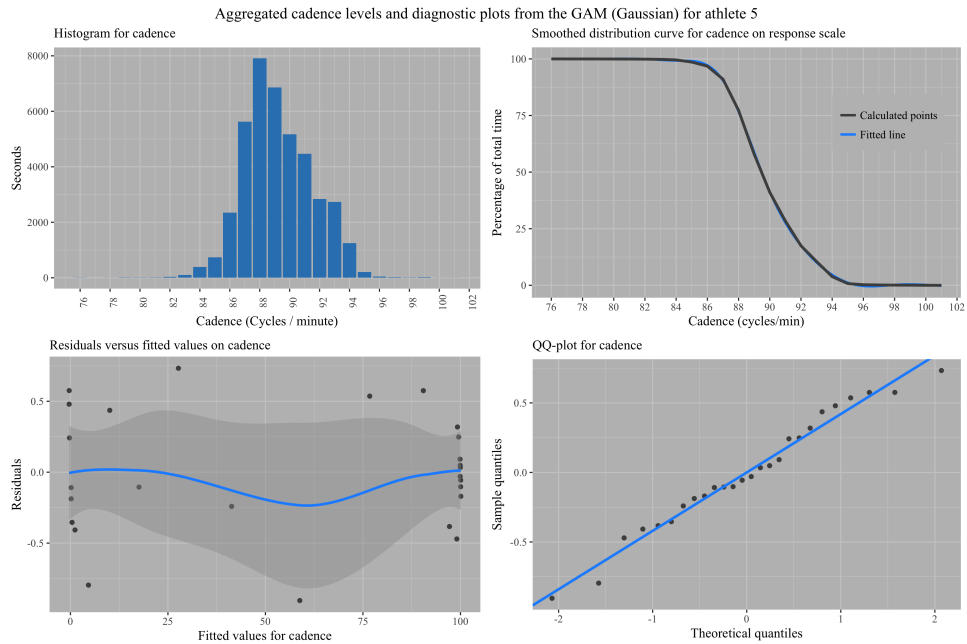 Aggregated cadence levels and diagnostic plots from the GAM (Gaussian) for athlete 5
Histogram for cadence
8000
6000
4000
2000
0
Seconds
76 78 80 82 84 86 88 90 92 94 96 98 100 102
Cadence (Cycles / minute)
Smoothed distribution curve for cadence on response scale
100
75
50
25
0
Percentage of total time
Calculated points
Fitted line
76 78 80 82 84 86 88 90 92 94 96 98 100 102
Cadence (cycles/min)
Residuals versus fitted values on cadence
0.5
0.0
-0.5
Residuals
0 25 50 75 100
Fitted values for cadence
QQ-plot for cadence
0.5
0.0
-0.5
Sample quantiles
-2 -1 0 1 2
Theoretical quantiles